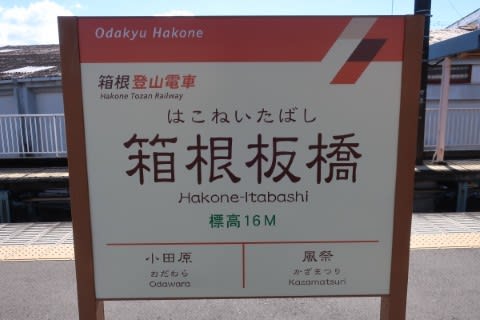 Odakyu Hakone
箱根登山電車
Hakone Tozan Railway
はこねいたばし
箱根板橋
Hakone-Itabashi
標高16M
小田原
おだわら
Odawara
風祭
かざまつり
Kazamatsuri